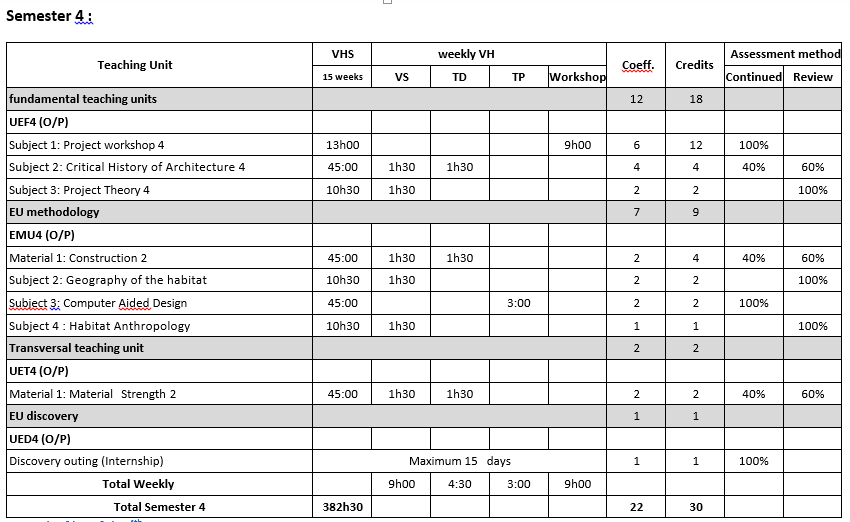 Semester 4 :
Teaching Unit VHS weekly VH Coeff. Credits Assessment method
15 weeks VS TD TP Workshop Continued Review
fundamental teaching units 12 18
UEF4 (O/P)
Subject 1: Project workshop 4 13h00 9h00 6 12 100%
Subject 2: Critical History of Architecture 4 45:00 1h30 1h30 4 4 40% 60%
Subject 3: Project Theory 4 10h30 1h30 2 2 100%
EU methodology 7 9
EMU4 (O/P)
Material 1: Construction 2 45:00 1h30 1h30 2 4 40% 60%
Subject 2: Geography of the habitat 10h30 1h30 2 2 100%
Subject 3: Computer Aided Design 45:00 3:00 2 2 100%
Subject 4 : Habitat Anthropology 10h30 1h30 1 1 100%
Transversal teaching unit 2 2
UET4 (O/P)
Material 1: Material Strength 2 45:00 1h30 1h30 2 2 40% 60%
EU discovery 1 1
UED4 (O/P)
Discovery outing (Internship) Maximum 15 days 1 1 100%
Total Weekly 9h00 4:30 3:00 9h00
Total Semester 4 382h30 22 30